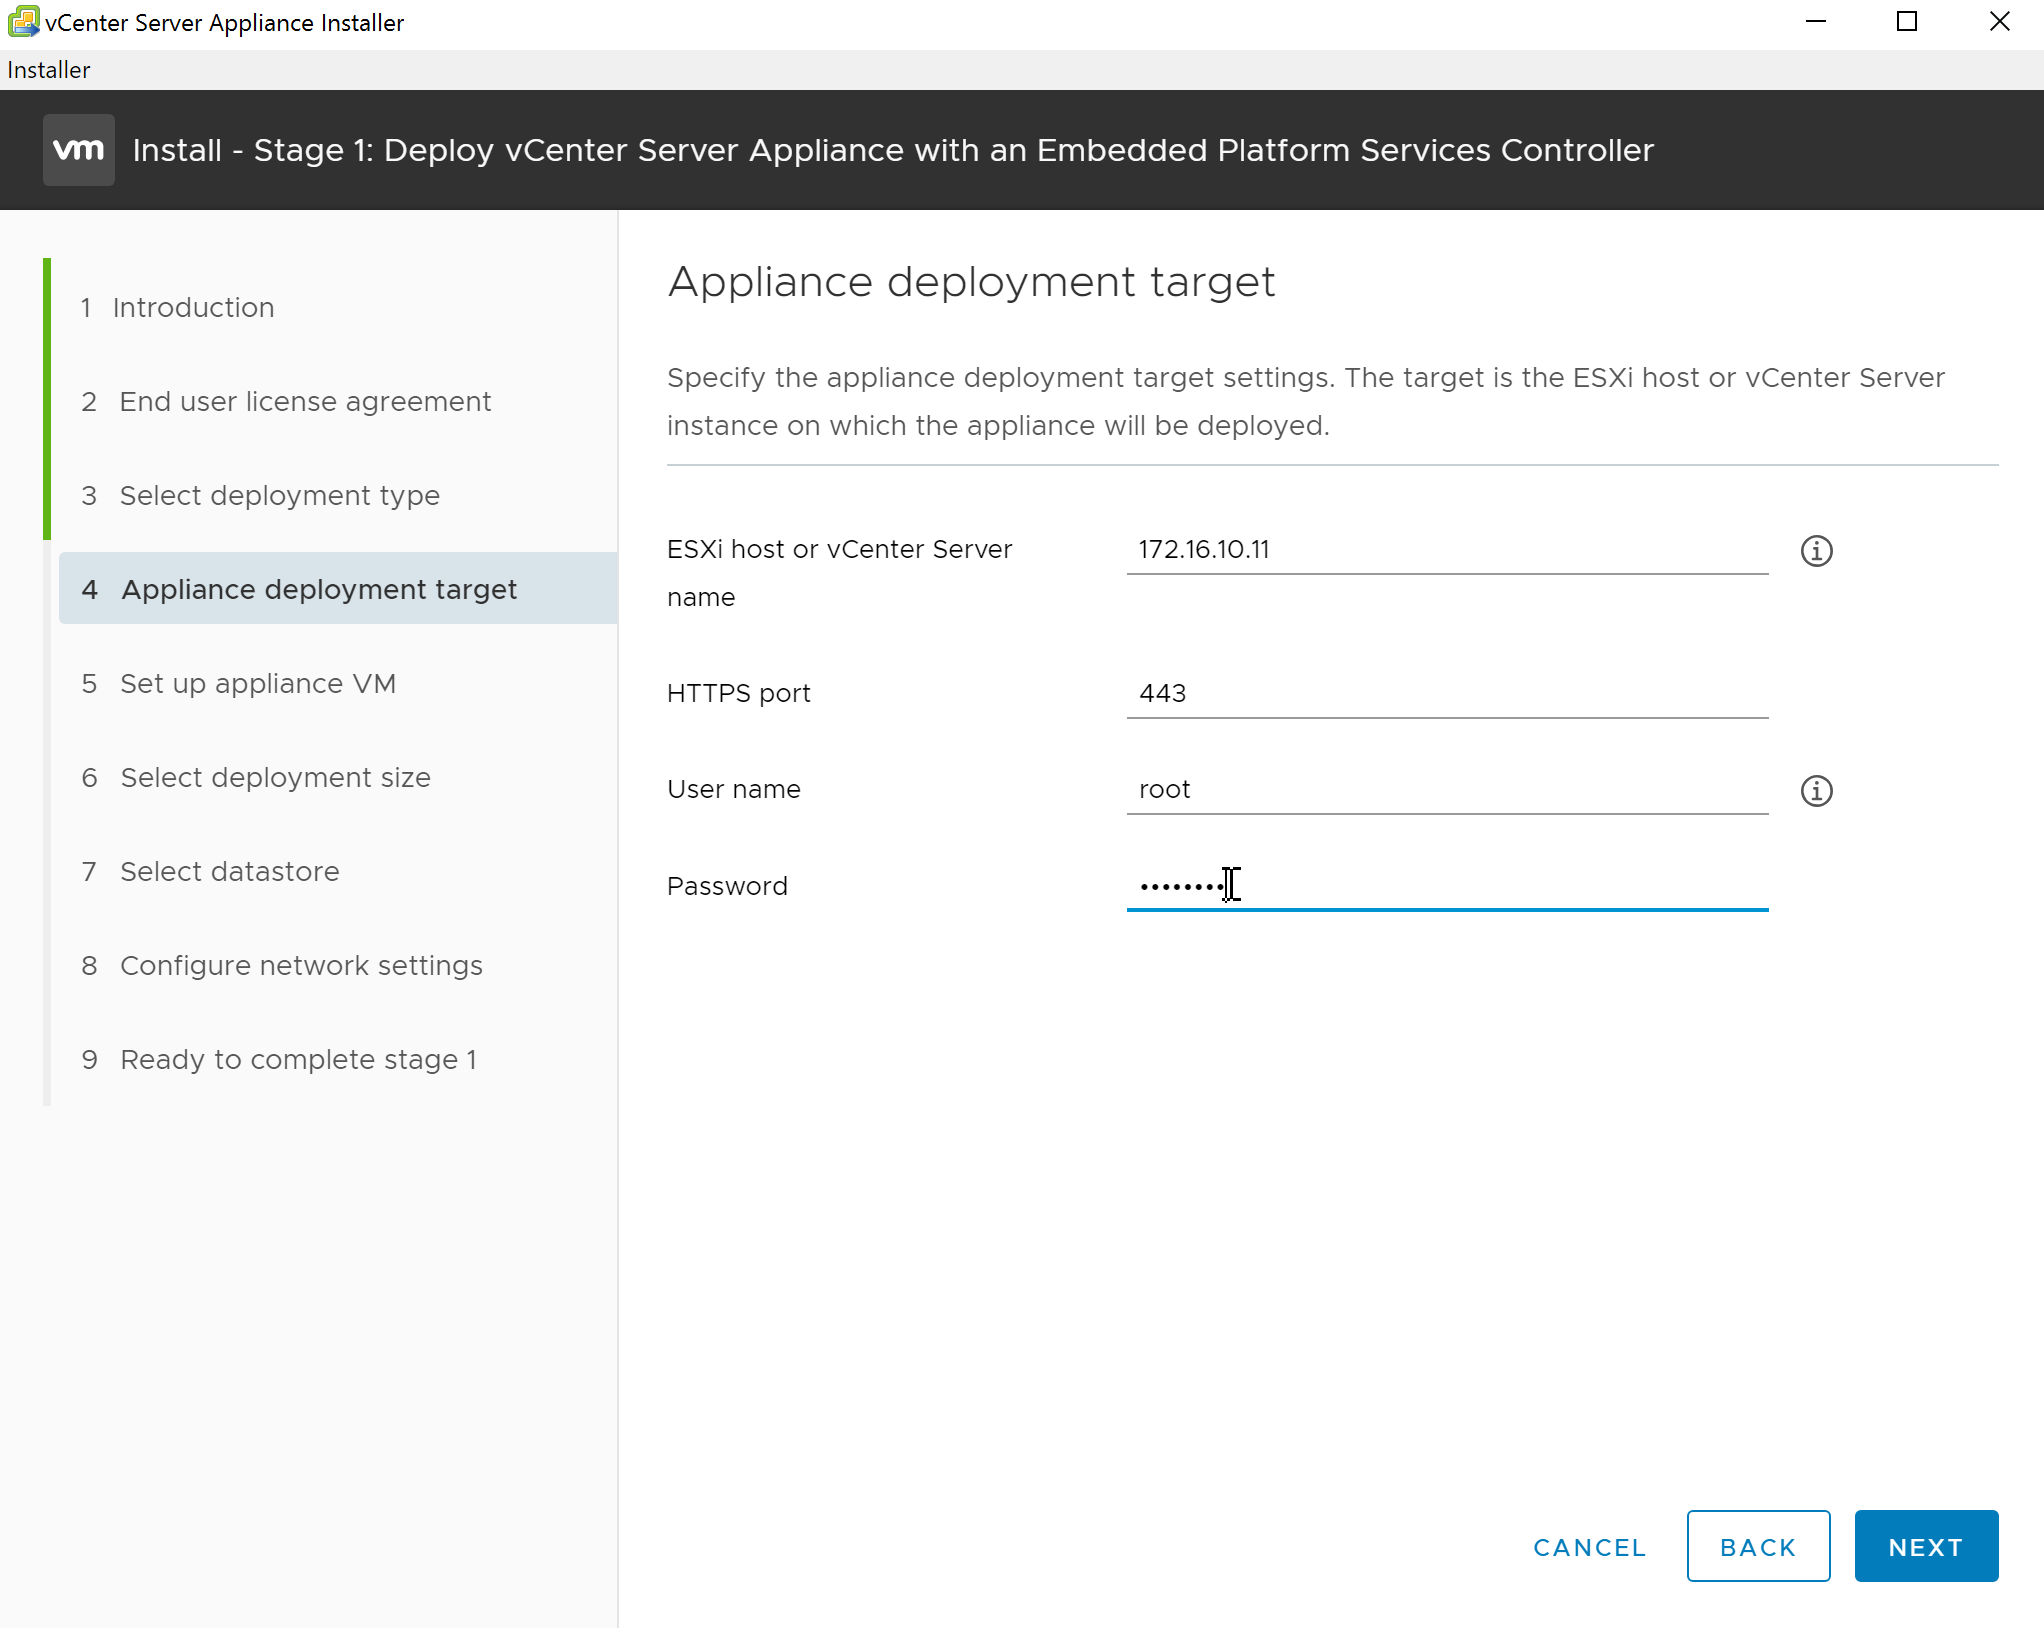 vCenter Server Appliance Installer
Installer
vm Install - Stage 1: Deploy vCenter Server Appliance with an Embedded Platform Services Controller
1 Introduction
2 End user license agreement
3 Select deployment type
4 Appliance deployment target
5 Set up appliance VM
6 Select deployment size
7 Select datastore
8 Configure network settings
9 Ready to complete stage 1
Appliance deployment target
Specify the appliance deployment target settings. The target is the ESXi host or vCenter Server
instance on which the appliance will be deployed.
ESXi host or vCenter Server
name
172.16.10.11
HTTPS port
443
User name
root
Password
••••••••
CANCEL
BACK
NEXT